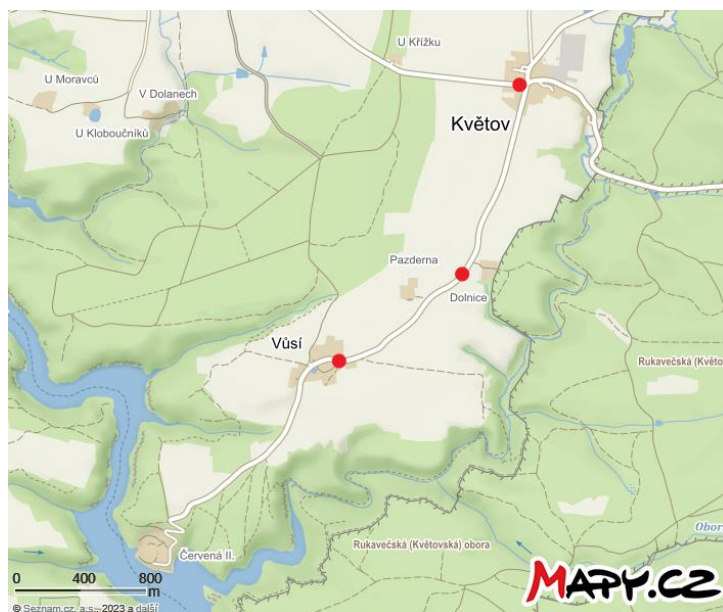 U Křížku
U Moravců
V Dolanech
U Kloboučníků
Květov
Pazderna
Dolnice
Vůsí
Rukavečská (Květo
Obor
Červená II.
Rukavečská (Květovská) obora
0 400 800
m
MAPY.CZ
© Seznam.cz, a.s., 2023 a další